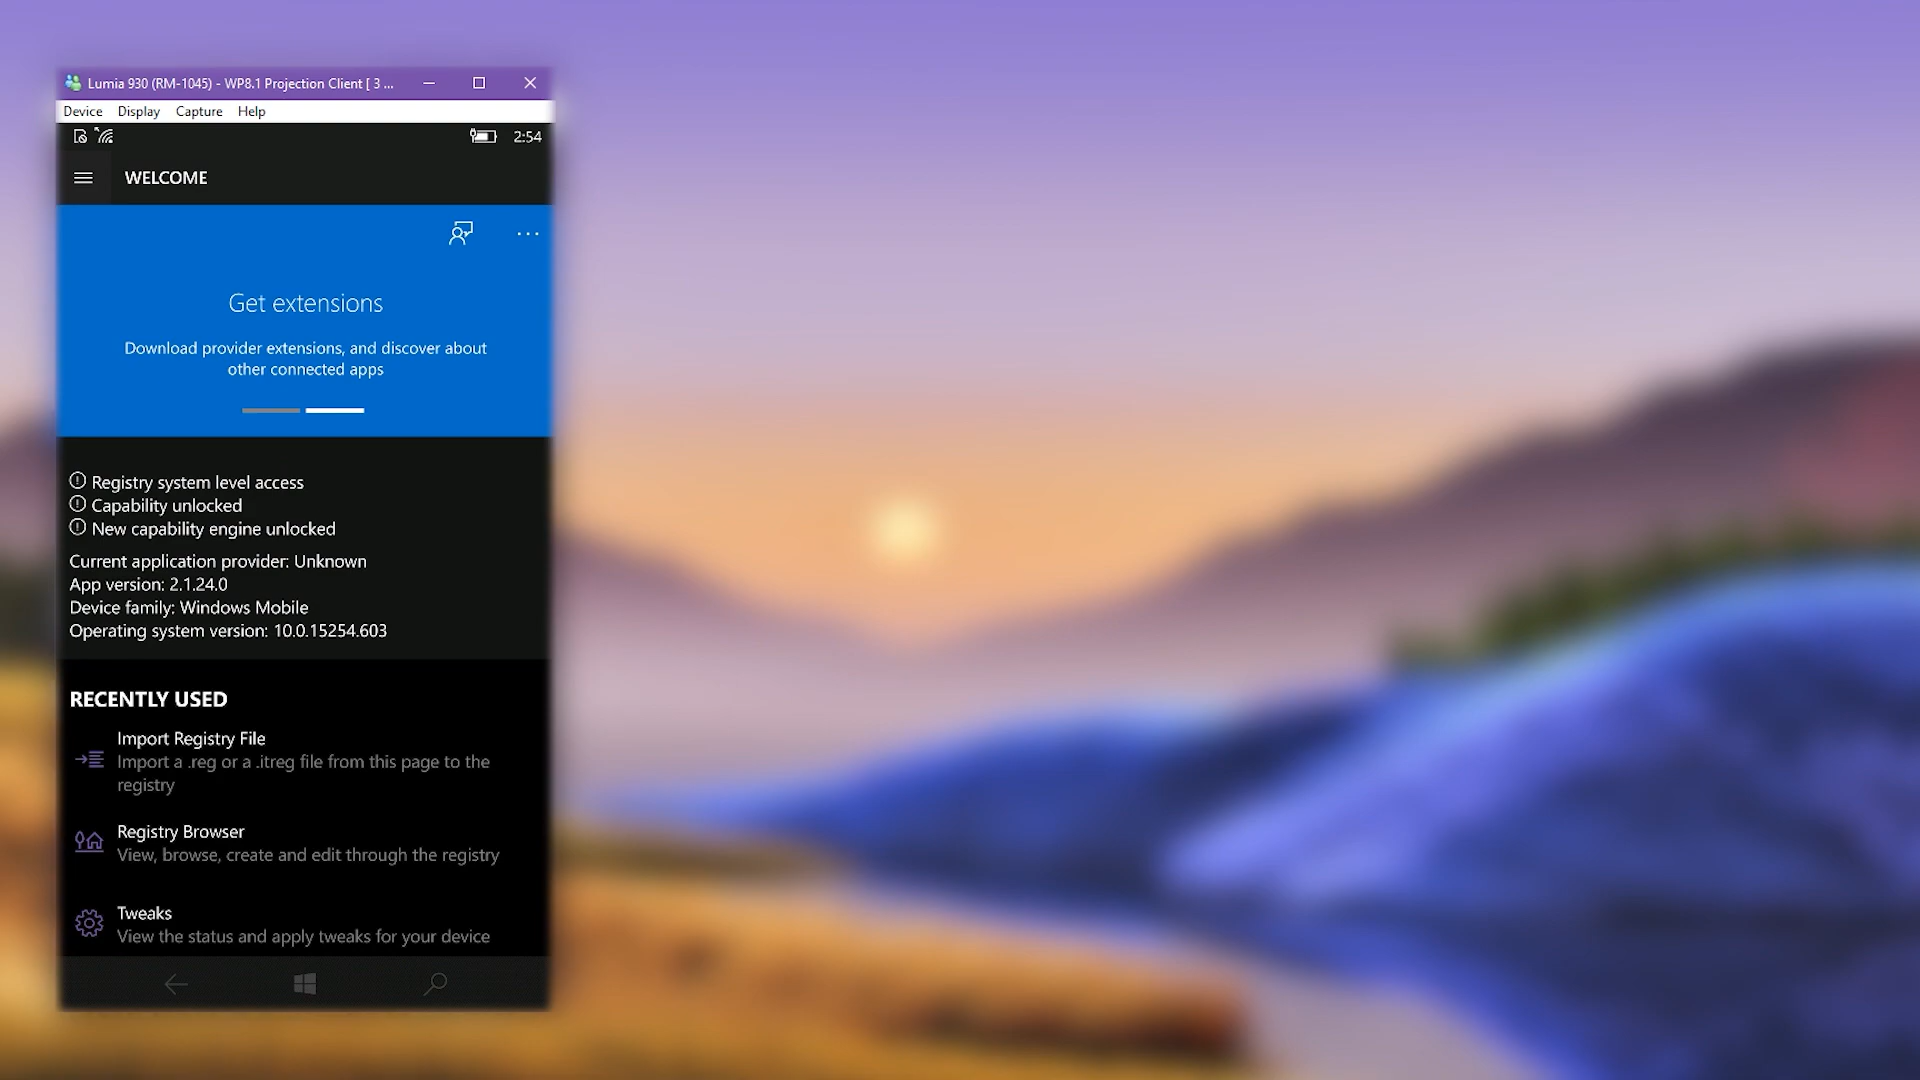 Lumia 930 (RM-1045) - WP8.1 Projection Client [ 3 ...
Device Display Capture Help
2:54
WELCOME
Get extensions
Download provider extensions, and discover about
other connected apps
Registry system level access
Capability unlocked
New capability engine unlocked
Current application provider: Unknown
App version: 2.1.24.0
Device family: Windows Mobile
Operating system version: 10.0.15254.603
RECENTLY USED
Import Registry File
Import a .reg or a .itreg file from this page to the
registry
Registry Browser
View, browse, create and edit through the registry
Tweaks
View the status and apply tweaks for your device